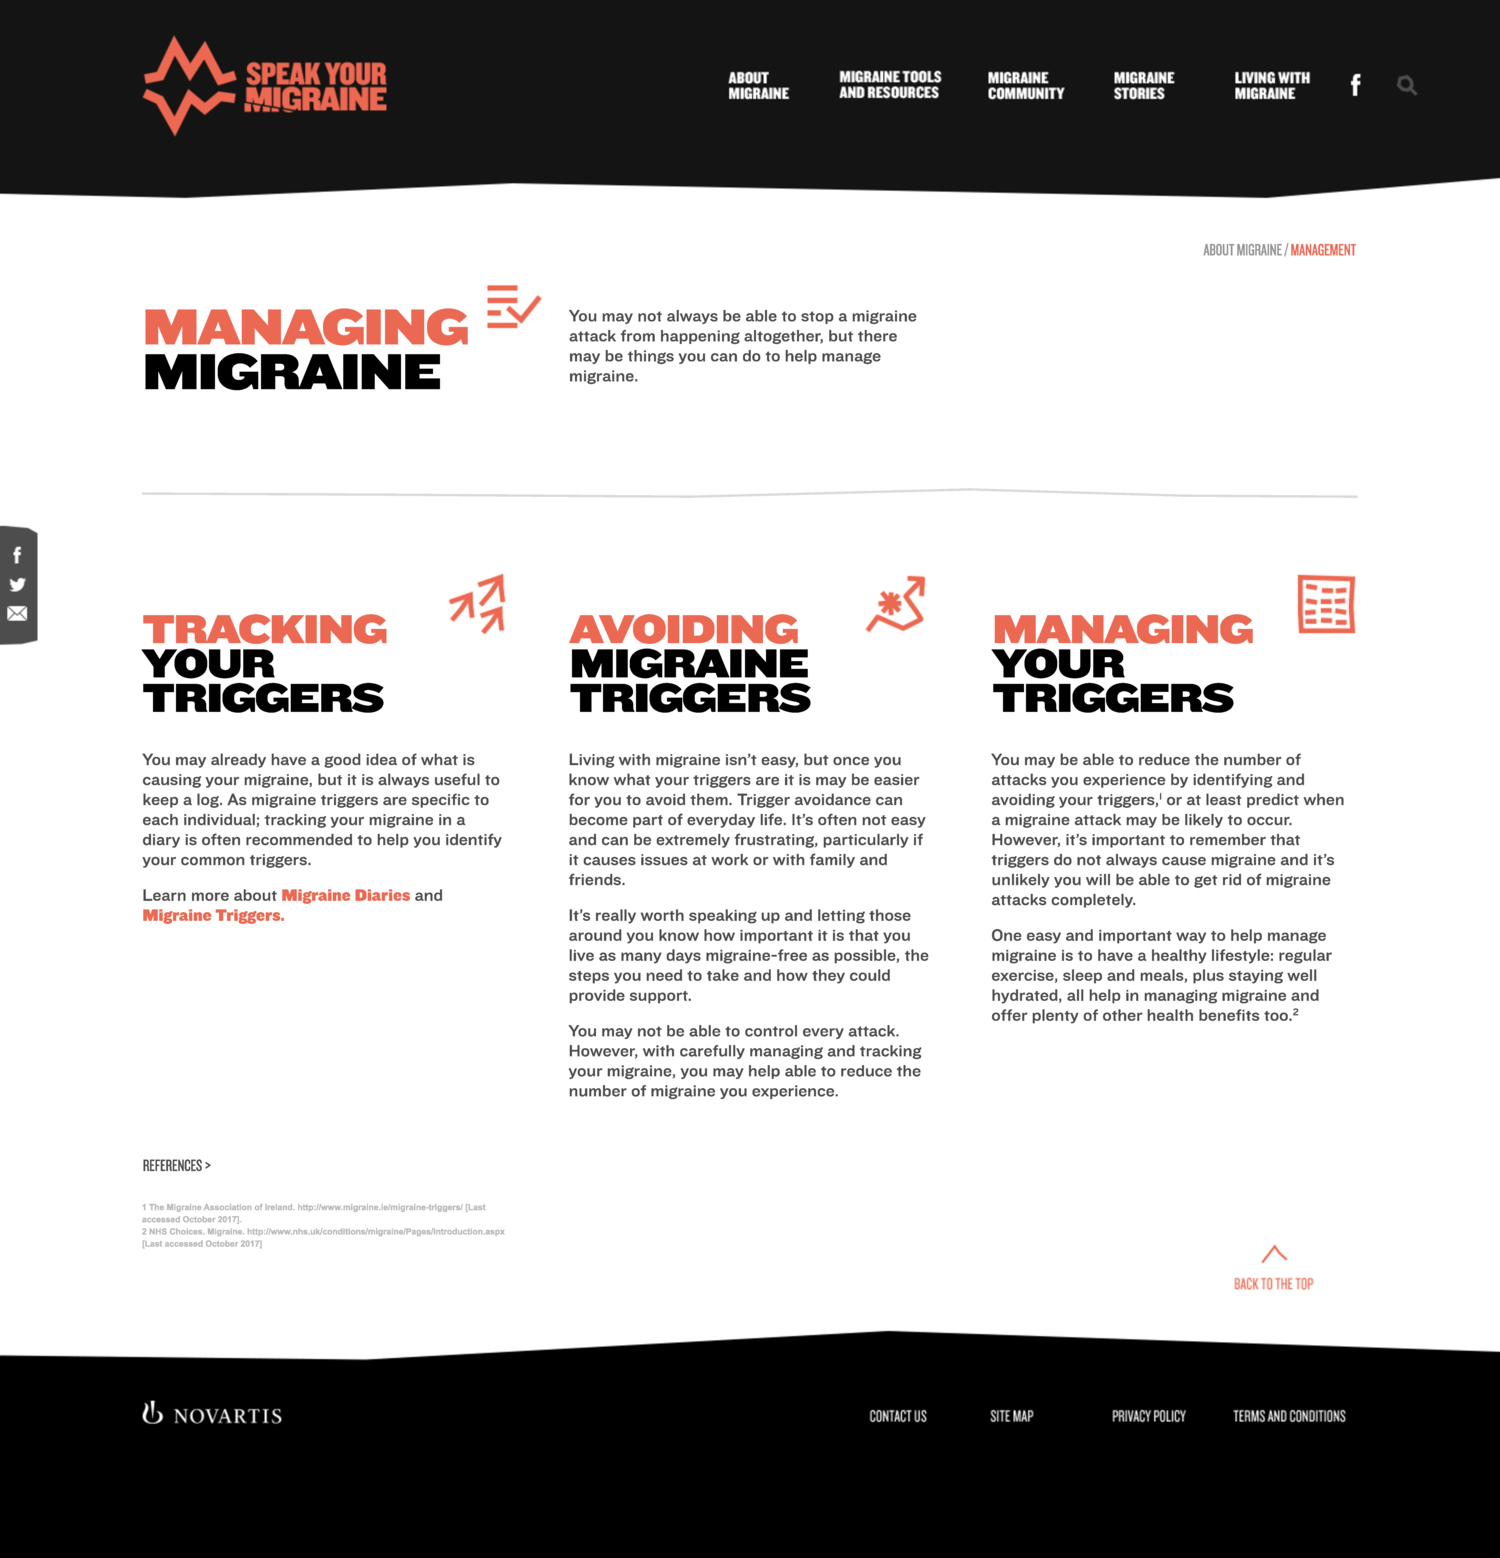 SPEAK YOUR
MIGRAINE
ABOUT
MIGRAINE
MIGRAINE TOOLS
AND RESOURCES
MIGRAINE
COMMUNITY
MIGRAINE
STORIES
LIVING WITH
MIGRAINE
ABOUT MIGRAINE / MANAGEMENT
MANAGING
MIGRAINE
You may not always be able to stop a migraine
attack from happening altogether, but there
may be things you can do to help manage
migraine.
TRACKING
YOUR
TRIGGERS
You may already have a good idea of what is
causing your migraine, but it is always useful to
keep a log. As migraine triggers are specific to
each individual; tracking your migraine in a
diary is often recommended to help you identify
your common triggers.
Learn more about Migraine Diaries and
Migraine Triggers.
AVOIDING
MIGRAINE
TRIGGERS
Living with migraine isn’t easy, but once you
know what your triggers are it is may be easier
for you to avoid them. Trigger avoidance can
become part of everyday life. It’s often not easy
and can be extremely frustrating, particularly if
it causes issues at work or with family and
friends.
It’s really worth speaking up and letting those
around you know how important it is that you
live as many days migraine-free as possible, the
steps you need to take and how they could
provide support.
You may not be able to control every attack.
However, with carefully managing and tracking
your migraine, you may help able to reduce the
number of migraine you experience.
MANAGING
YOUR
TRIGGERS
You may be able to reduce the number of
attacks you experience by identifying and
avoiding your triggers,¹ or at least predict when
a migraine attack may be likely to occur.
However, it’s important to remember that
triggers do not always cause migraine and it’s
unlikely you will be able to get rid of migraine
attacks completely.
One easy and important way to help manage
migraine is to have a healthy lifestyle: regular
exercise, sleep and meals, plus staying well
hydrated, all help in managing migraine and
offer plenty of other health benefits too.²
REFERENCES >
1 The Migraine Association of Ireland. http://www.migraine.ie/migraine-triggers/ [Last
accessed October 2017].
2 NHS Choices. Migraine. http://www.nhs.uk/conditions/migraine/Pages/Introduction.aspx
[Last accessed October 2017]
BACK TO THE TOP
NOVARTIS
CONTACT US
SITE MAP
PRIVACY POLICY
TERMS AND CONDITIONS